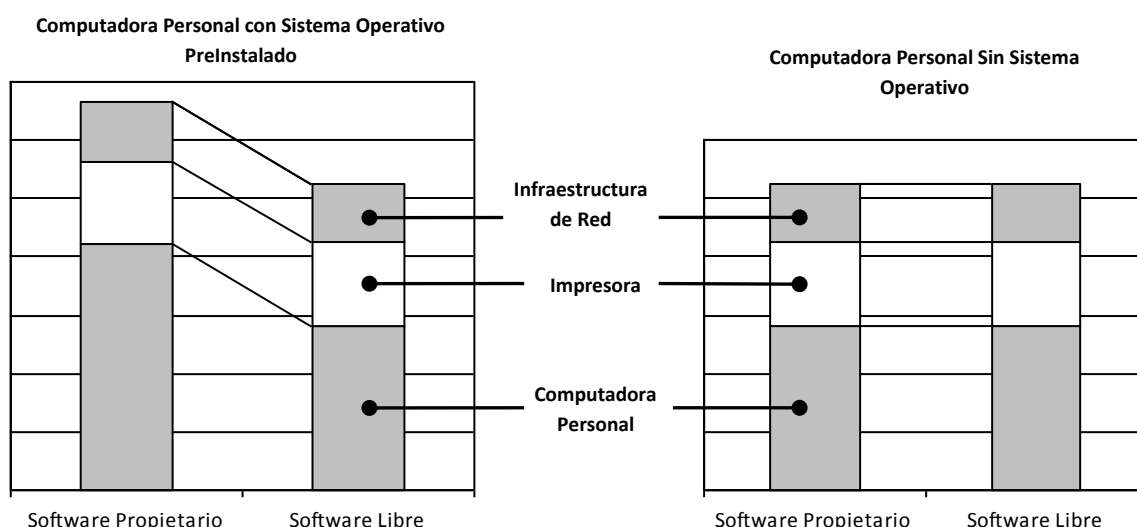 Computadora Personal con Sistema Operativo
PreInstalado
Computadora Personal Sin Sistema
Operativo
Infraestructura
de Red
Impresora
Computadora
Personal
Software Propietario
Software Libre
Software Propietario
Software Libre